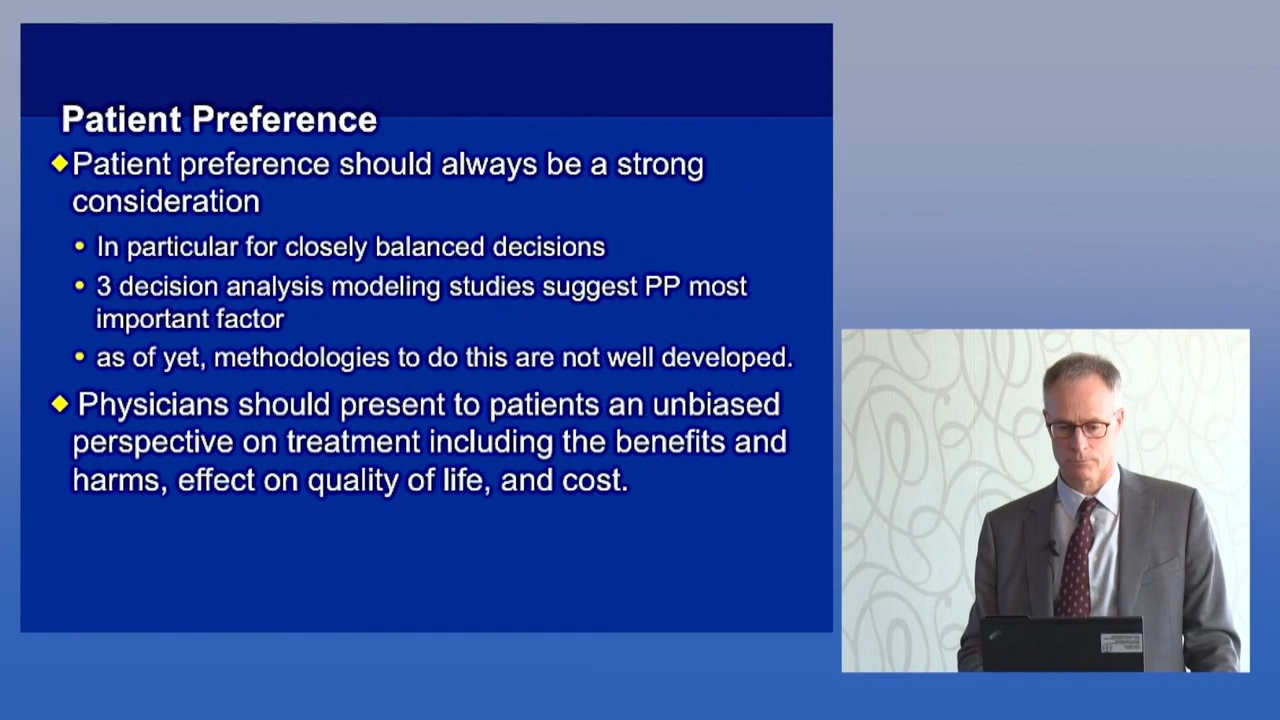 Patient Preference
Patient preference should always be a strong
consideration
In particular for closely balanced decisions
3 decision analysis modeling studies suggest PP most
important factor
as of yet, methodologies to do this are not well developed.
Physicians should present to patients an unbiased
perspective on treatment including the benefits and
harms, effect on quality of life, and cost.